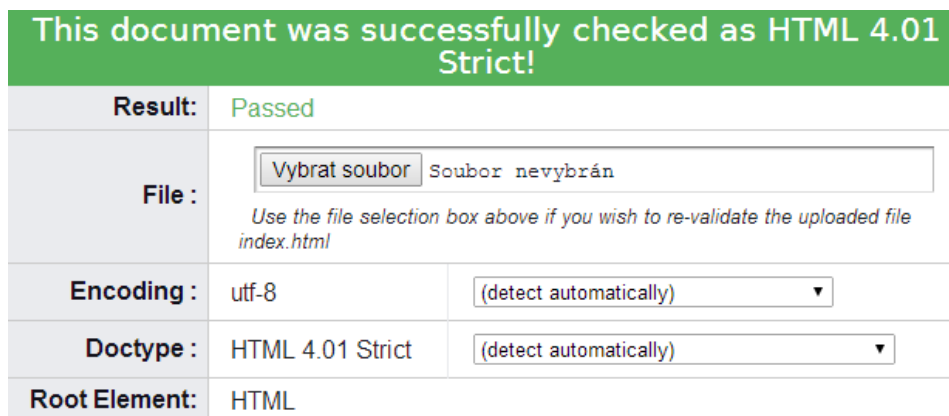 This document was successfully checked as HTML 4.01
Strict!
Result: Passed
File : Vybrat soubor Soubor nevybrán
Use the file selection box above if you wish to re-validate the uploaded file
index.html
Encoding : utf-8 (detect automatically)
Doctype : HTML 4.01 Strict (detect automatically)
Root Element: HTML